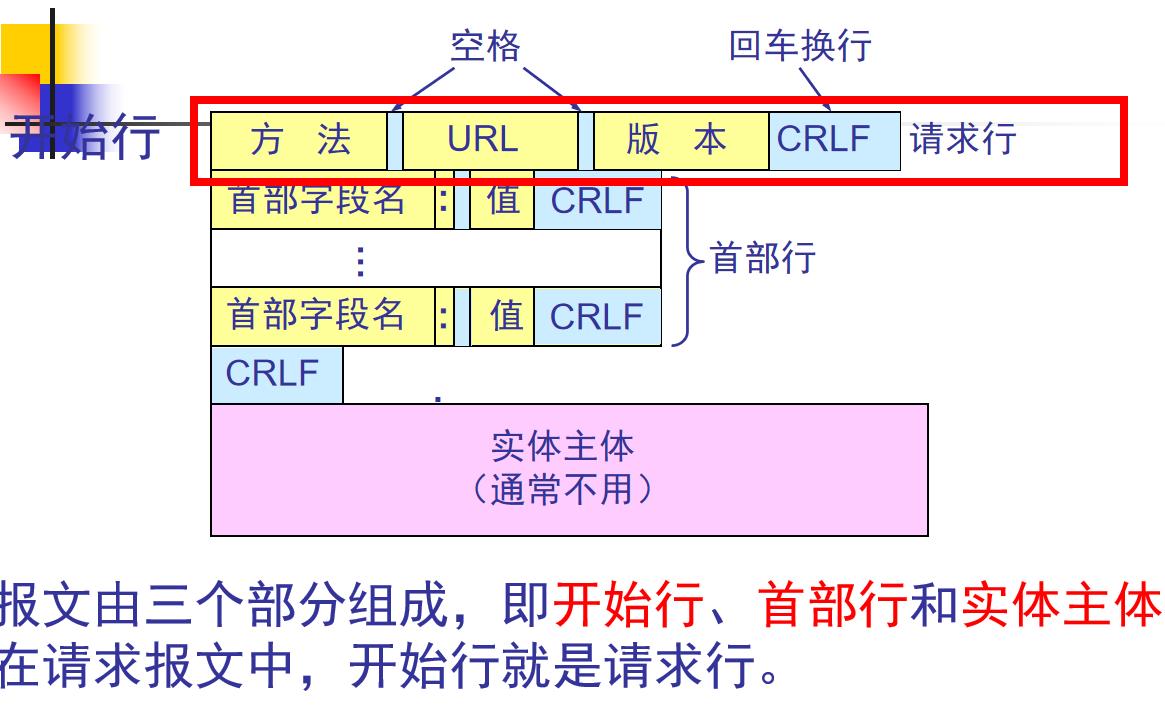 空格 回车换行
开始行 方 法 URL 版 本 CRLF 请求行
首部字段名 : 值 CRLF
⋮ 首部行
首部字段名 : 值 CRLF
CRLF
实体主体
（通常不用）
报文由三个部分组成，即开始行、首部行和实体主体
在请求报文中，开始行就是请求行。